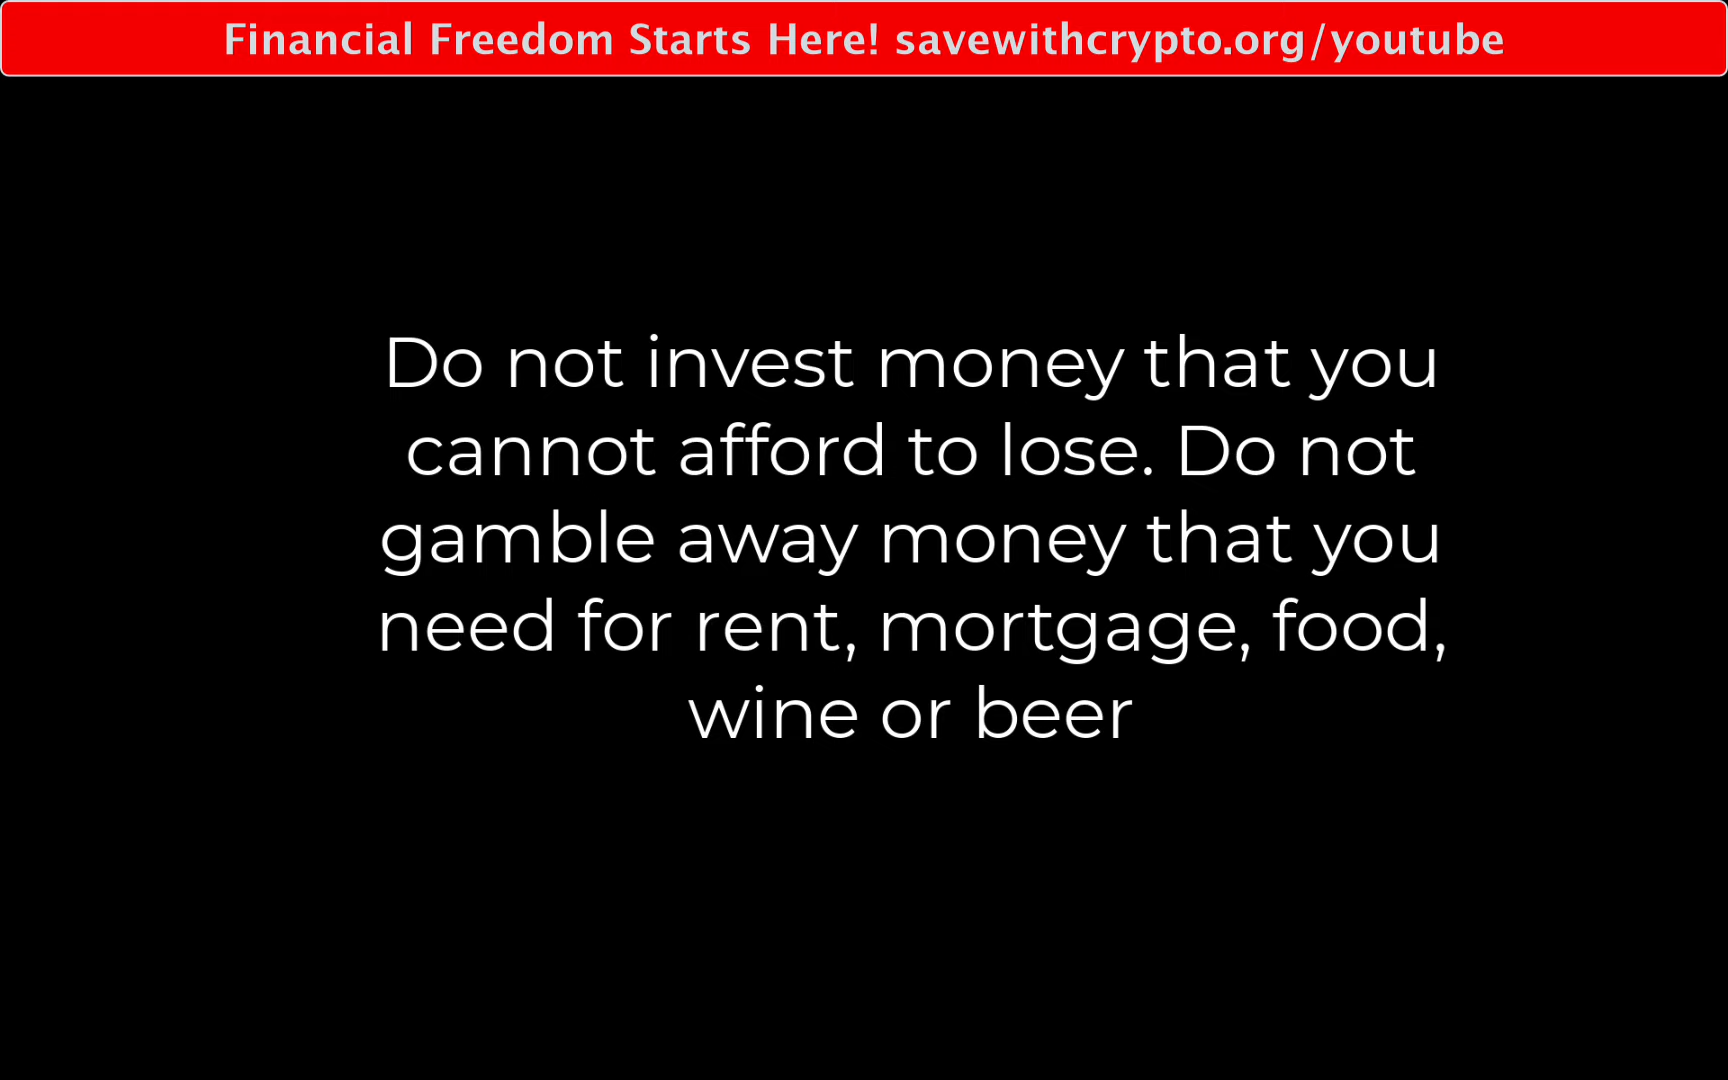 Financial Freedom Starts Here! savewithcrypto.org/youtube
Do not invest money that you
cannot afford to lose. Do not
gamble away money that you
need for rent, mortgage, food,
wine or beer